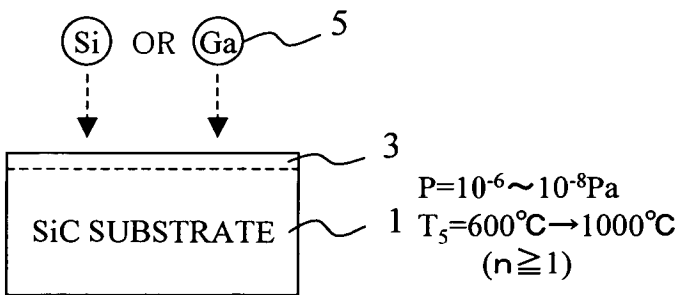 Si OR Ga 5
3
P=10⁻⁶～10⁻⁸Pa
SiC SUBSTRATE 1 T₅=600℃→1000℃
(n≧1)